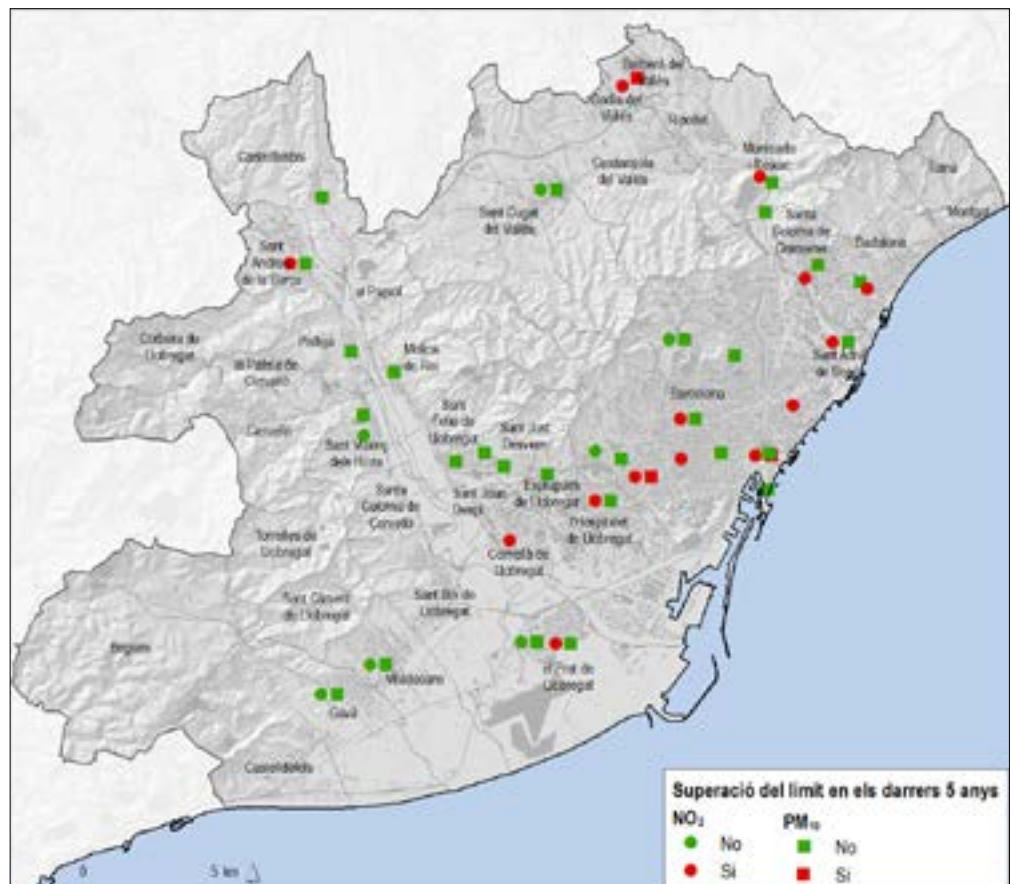 Barberà del
Vallès
Badia del
Vallès
Ripollet
Castellbisbal
Cerdanyola
del Vallès
Montcada
i Reixac
Tiana
Montgat
Sant Cugat
del Vallès
Santa
Coloma de
Gramenet
Badalona
Sant
Andreu
de la Barca
el Papiol
Corbera de
Llobregat
Pallejà
Molins
de Rei
la Palma de
Cervelló
Sant Adrià
de Besòs
Barcelona
Cervelló
Sant
Feliu de
Llobregat
Sant Just
Desvern
Sant Vicenç
dels Horts
Santa
Coloma de
Cervelló
Sant Joan
Despí
Esplugues
de Llobregat
l'Hospitalet
de Llobregat
Torrelles de
Llobregat
Cornellà de
Llobregat
Sant Climent
de Llobregat
Sant Boi de
Llobregat
Begues
Viladecans
el Prat de
Llobregat
Gavà
Castelldefels
0 5 km
Superació del límit en els darrers 5 anys
NO₂ PM₁₀
No No
Sí Sí